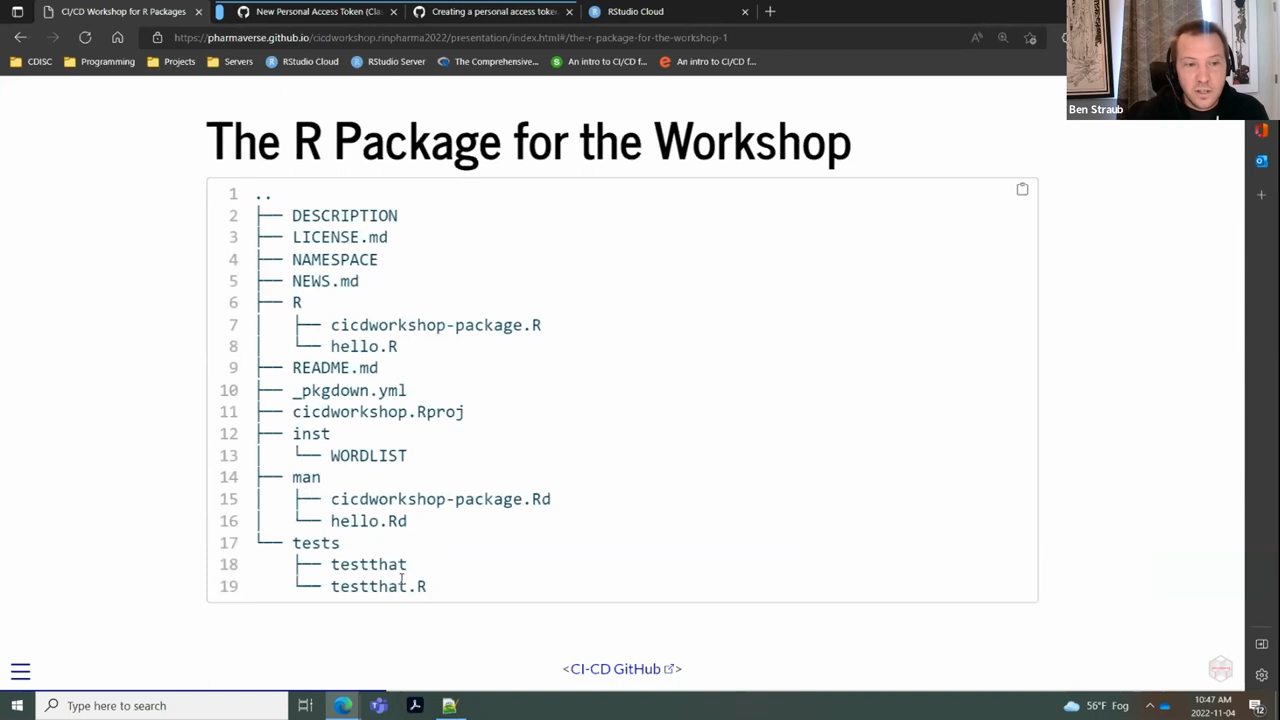 CI/CD Workshop for R Packages
New Personal Access Token (Cla
Creating a personal access toke
RStudio Cloud
https://pharmaverse.github.io/cicdworkshop.rinpharma2022/presentation/index.html#/the-r-package-for-the-workshop-1
CDISC
Programming
Projects
Servers
RStudio Cloud
RStudio Server
The Comprehensive...
An intro to CI/CD f...
An intro to CI/CD f...
Ben Straub
The R Package for the Workshop
1 ..
2 ├── DESCRIPTION
3 ├── LICENSE.md
4 ├── NAMESPACE
5 ├── NEWS.md
6 ├── R
7 │   ├── cicdworkshop-package.R
8 │   └── hello.R
9 ├── README.md
10 ├── _pkgdown.yml
11 ├── cicdworkshop.Rproj
12 ├── inst
13 │   └── WORDLIST
14 ├── man
15 │   ├── cicdworkshop-package.Rd
16 │   └── hello.Rd
17 └── tests
18     ├── testthat
19     └── testthat.R
<CI-CD GitHub>
Type here to search
56°F Fog
10:47 AM
2022-11-04
12